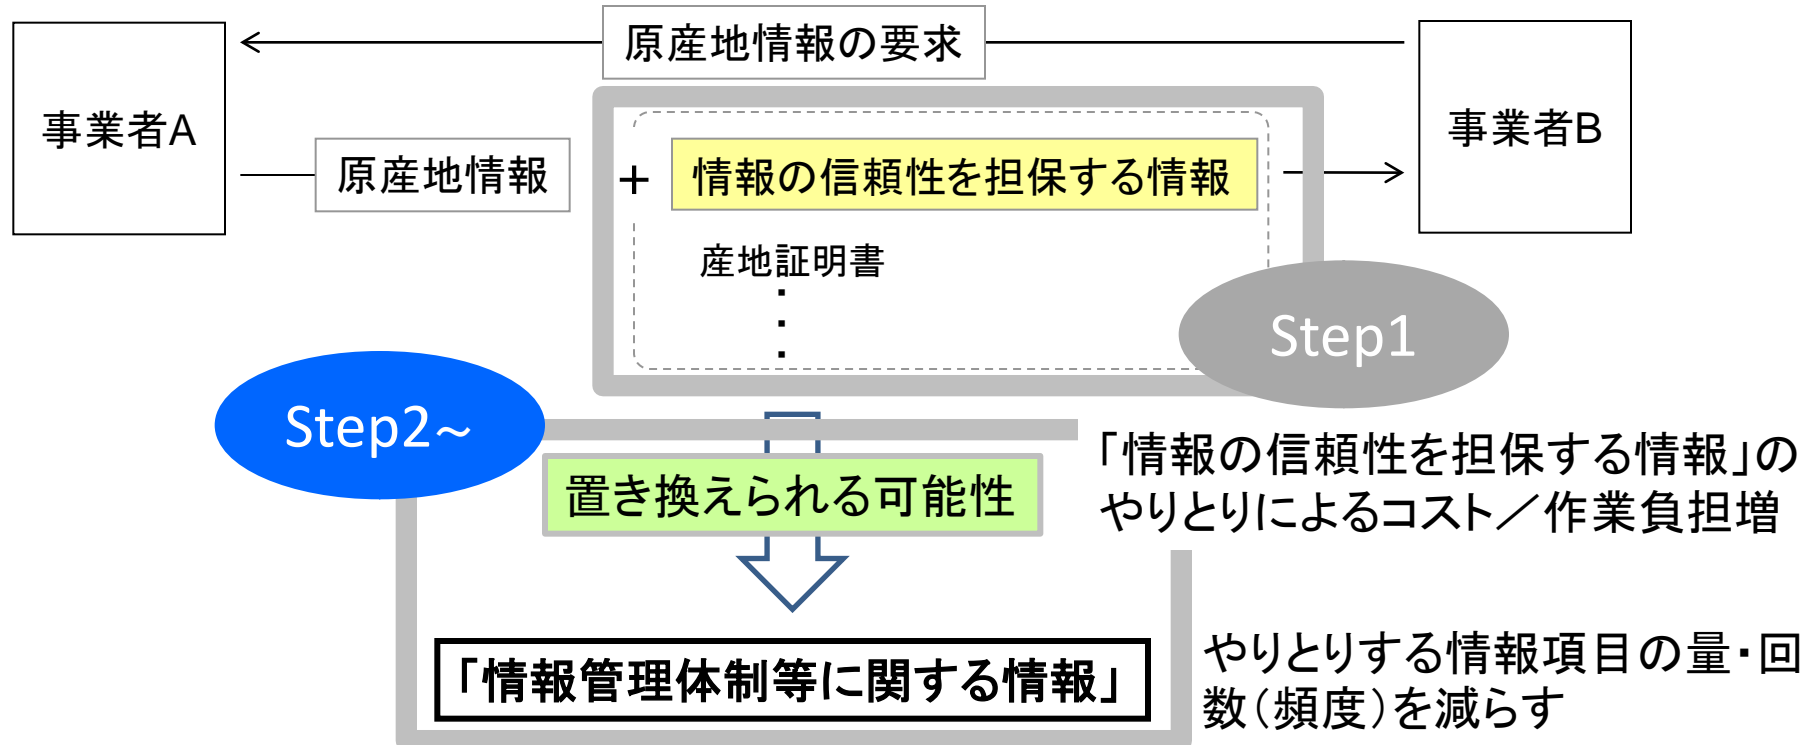 原産地情報の要求
事業者A
事業者B
原産地情報
+
情報の信頼性を担保する情報
産地証明書
・
・
・
Step1
Step2~
置き換えられる可能性
「情報の信頼性を担保する情報」の
やりとりによるコスト／作業負担増
「情報管理体制等に関する情報」
やりとりする情報項目の量・回
数（頻度）を減らす